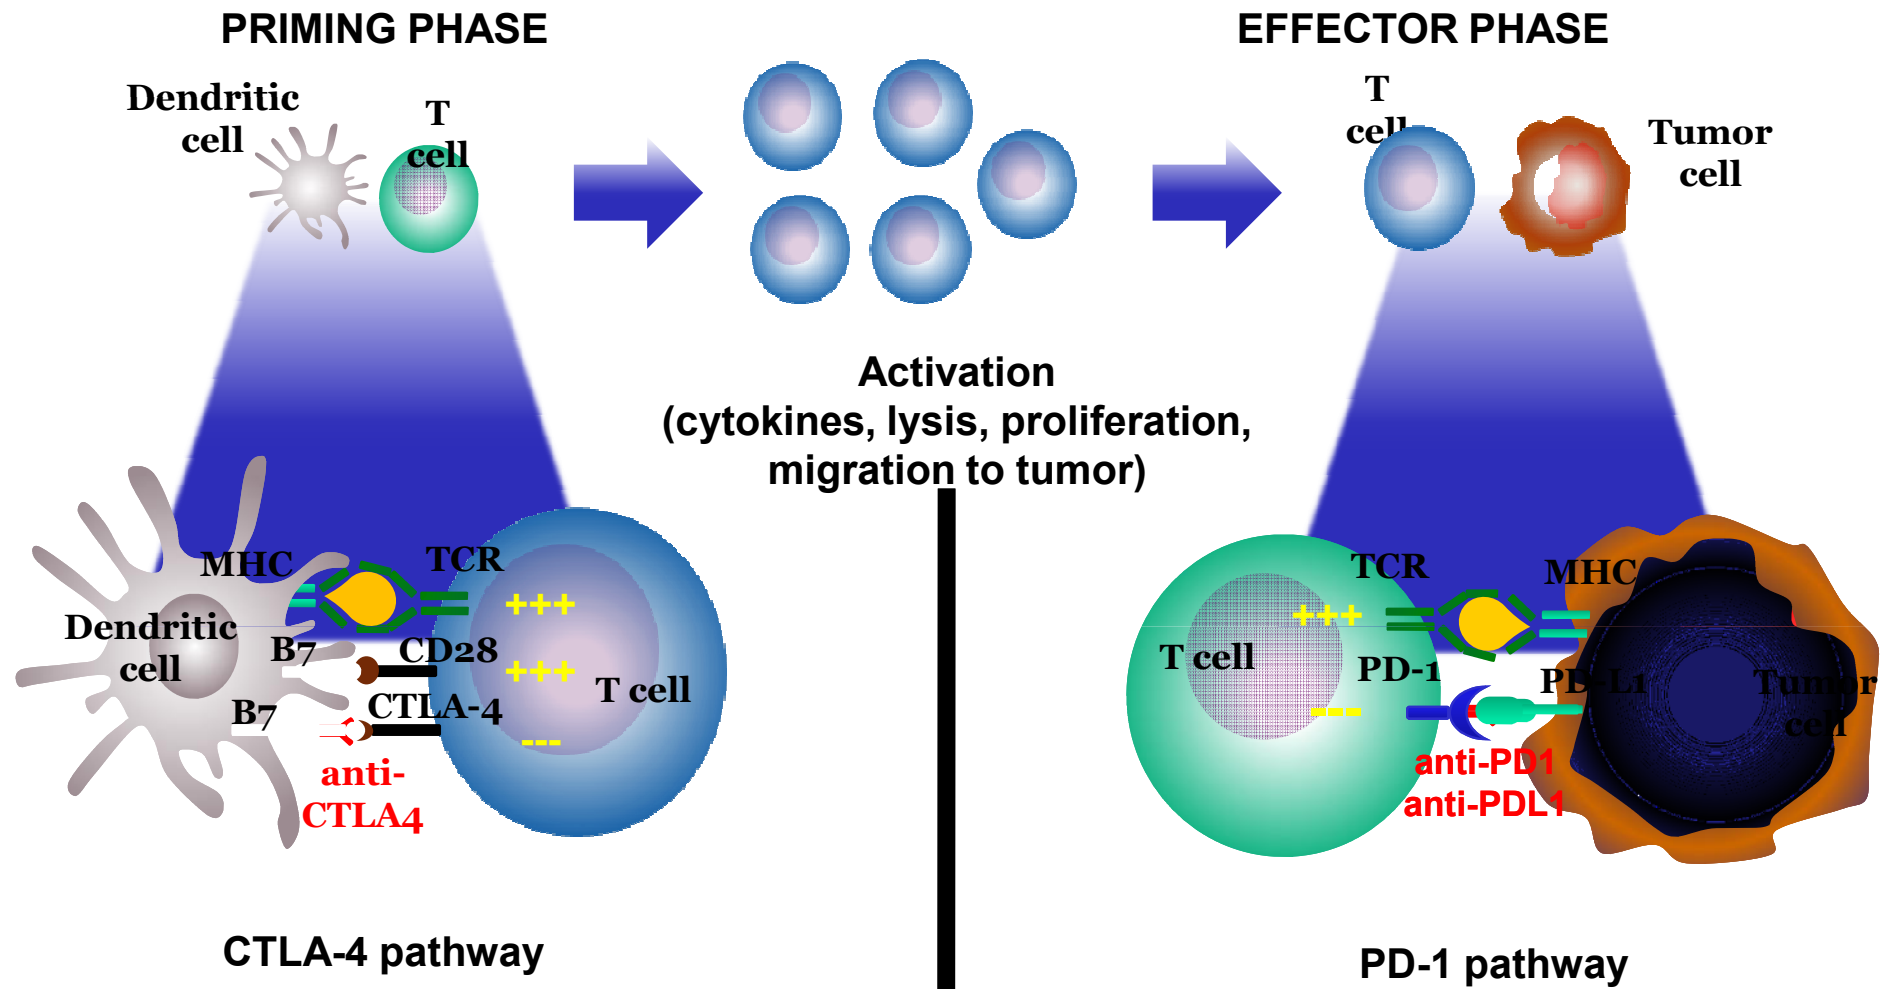 PRIMING PHASE
EFFECTOR PHASE
Dendritic
cell
T
cell
T
cell
Tumor
cell
Activation
(cytokines, lysis, proliferation,
migration to tumor)
MHC
TCR
+++
Dendritic
cell
B7
CD28
+++
T cell
B7
CTLA-4
---
anti-
CTLA4
TCR
MHC
+++
T cell
PD-1
PD-L1
Tumor
cell
---
anti-PD1
anti-PDL1
CTLA-4 pathway
PD-1 pathway